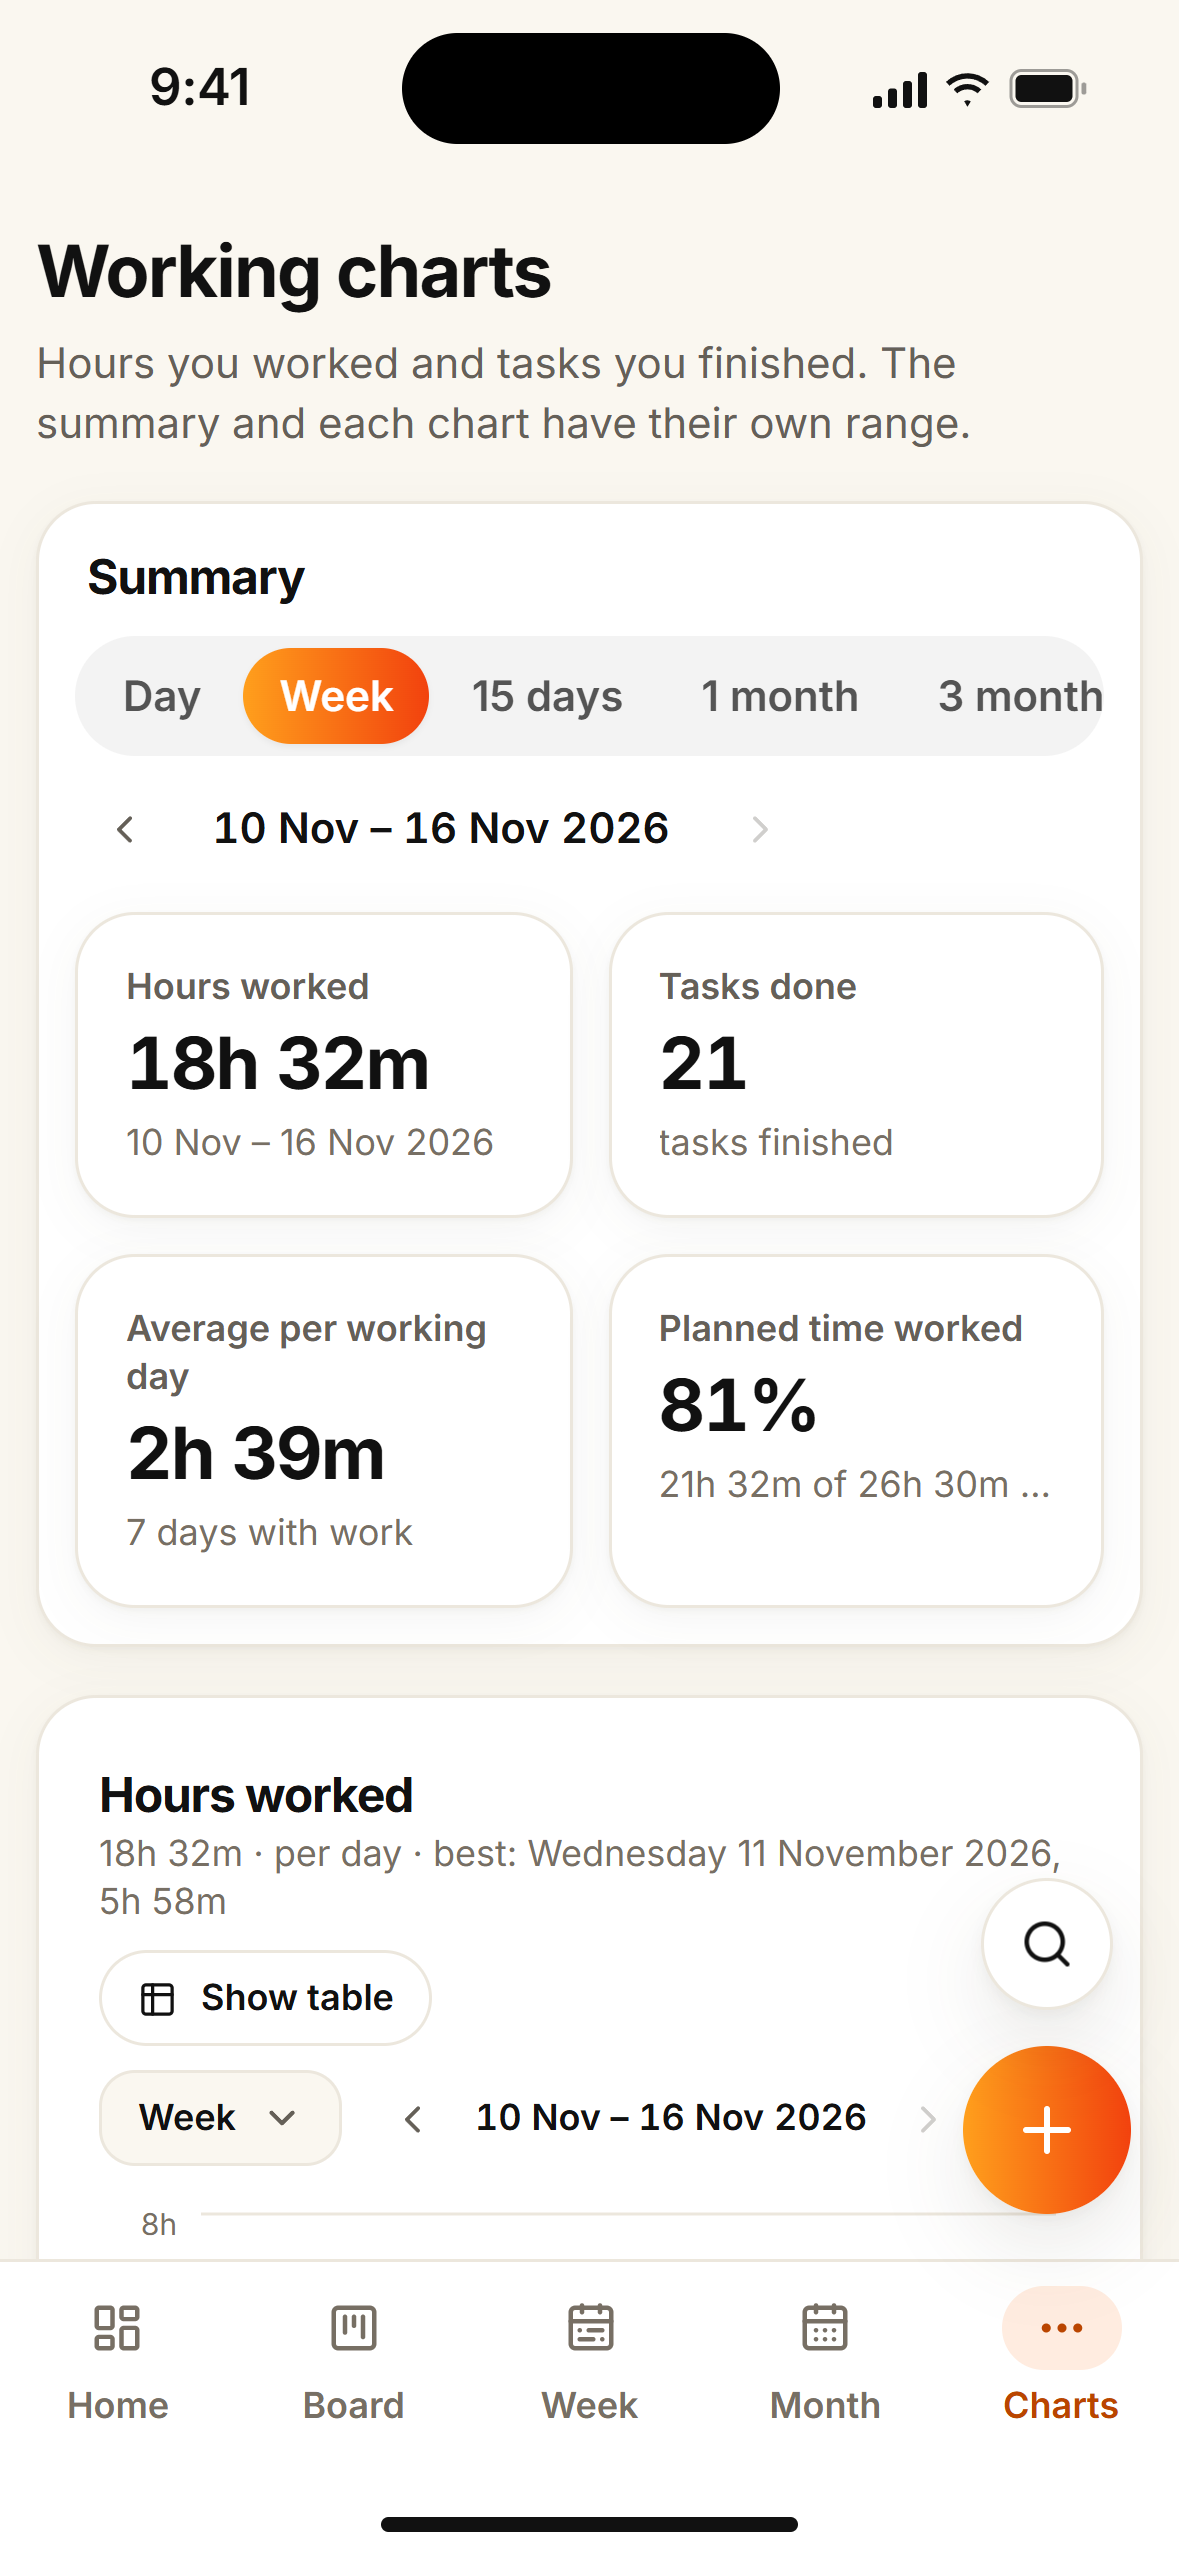 9:41
Working charts
Hours you worked and tasks you finished. The
summary and each chart have their own range.
Summary
Day Week 15 days 1 month 3 month
10 Nov – 16 Nov 2026
Hours worked
18h 32m
10 Nov – 16 Nov 2026
Tasks done
21
tasks finished
Average per working
day
2h 39m
7 days with work
Planned time worked
81%
21h 32m of 26h 30m ...
Hours worked
18h 32m · per day · best: Wednesday 11 November 2026,
5h 58m
Show table
Week 10 Nov – 16 Nov 2026
8h
Home Board Week Month Charts